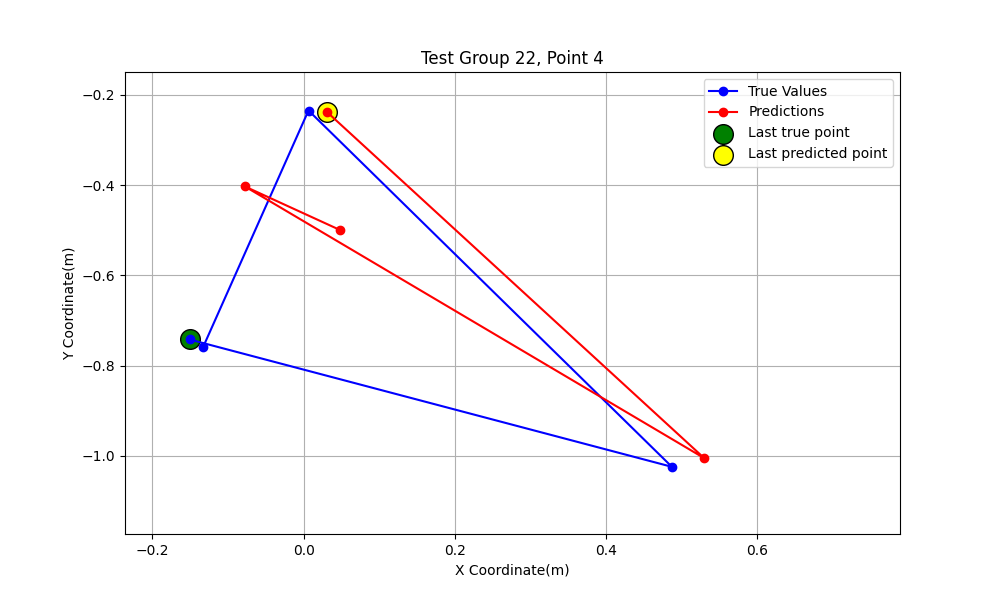 Test Group 22, Point 4
True Values
Predictions
Last true point
Last predicted point
−0.2
−0.4
−0.6
−0.8
−1.0
Y Coordinate(m)
−0.2
0.0
0.2
0.4
0.6
X Coordinate(m)